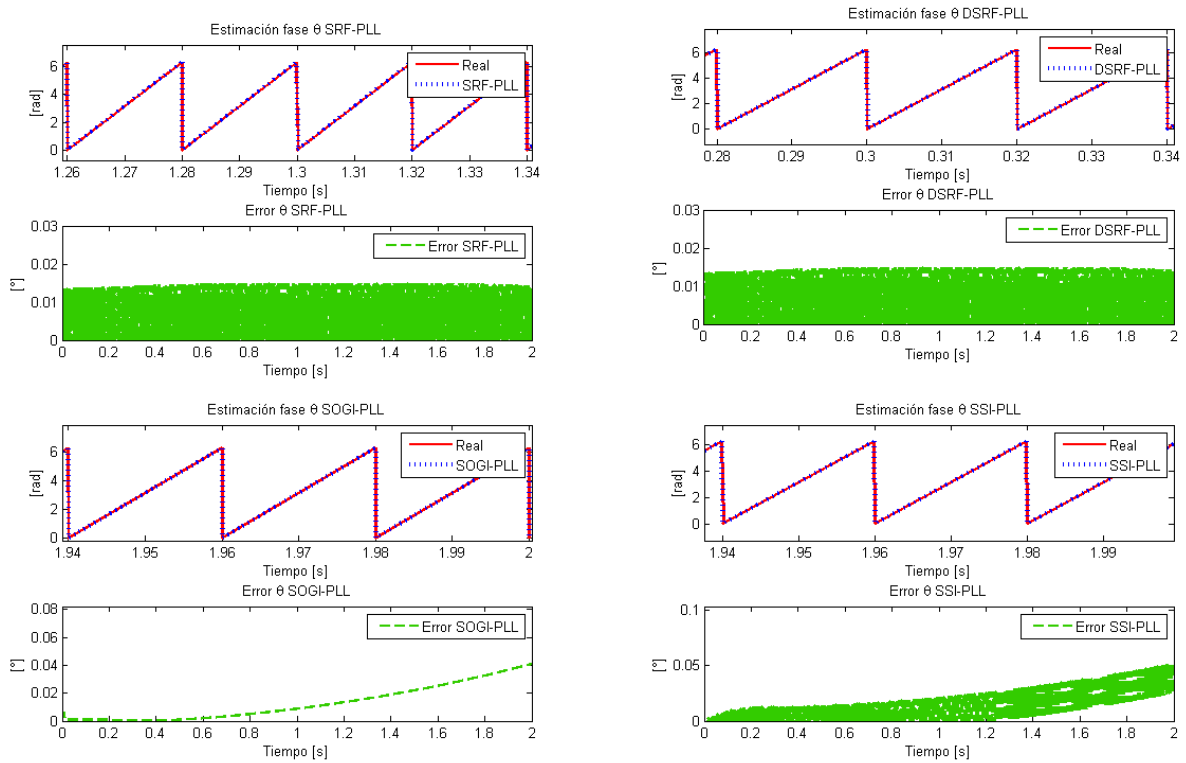 Estimación fase θ SRF-PLL
[rad]
6
4
2
0
Real
SRF-PLL
1.26 1.27 1.28 1.29 1.3 1.31 1.32 1.33 1.34
Tiempo [s]
Error θ SRF-PLL
[°]
0.03
0.02
0.01
0
Error SRF-PLL
0 0.2 0.4 0.6 0.8 1 1.2 1.4 1.6 1.8 2
Tiempo [s]
Estimación fase θ DSRF-PLL
[rad]
6
4
2
0
Real
DSRF-PLL
0.28 0.29 0.3 0.31 0.32 0.33 0.34
Tiempo [s]
Error θ DSRF-PLL
[°]
0.03
0.02
0.01
0
Error DSRF-PLL
0 0.2 0.4 0.6 0.8 1 1.2 1.4 1.6 1.8 2
Tiempo [s]
Estimación fase θ SOGI-PLL
[rad]
6
4
2
0
Real
SOGI-PLL
1.94 1.95 1.96 1.97 1.98 1.99 2
Tiempo [s]
Error θ SOGI-PLL
[°]
0.08
0.06
0.04
0.02
0
Error SOGI-PLL
0 0.2 0.4 0.6 0.8 1 1.2 1.4 1.6 1.8 2
Tiempo [s]
Estimación fase θ SSI-PLL
[rad]
6
4
2
0
Real
SSI-PLL
1.94 1.95 1.96 1.97 1.98 1.99
Tiempo [s]
Error θ SSI-PLL
[°]
0.1
0.05
0
Error SSI-PLL
0 0.2 0.4 0.6 0.8 1 1.2 1.4 1.6 1.8 2
Tiempo [s]